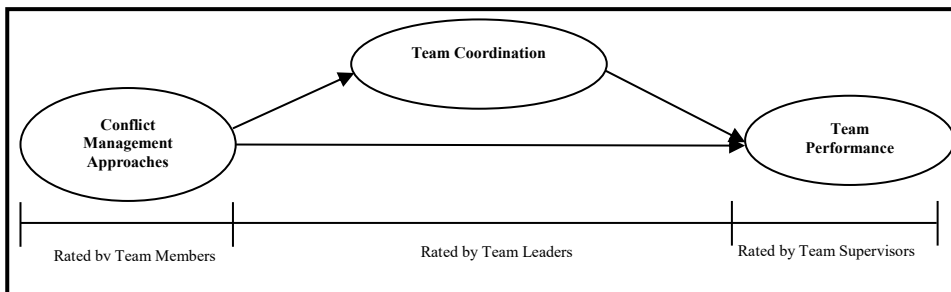 Team Coordination
Conflict
Management
Approaches
Team
Performance
Rated by Team Members
Rated by Team Leaders
Rated by Team Supervisors